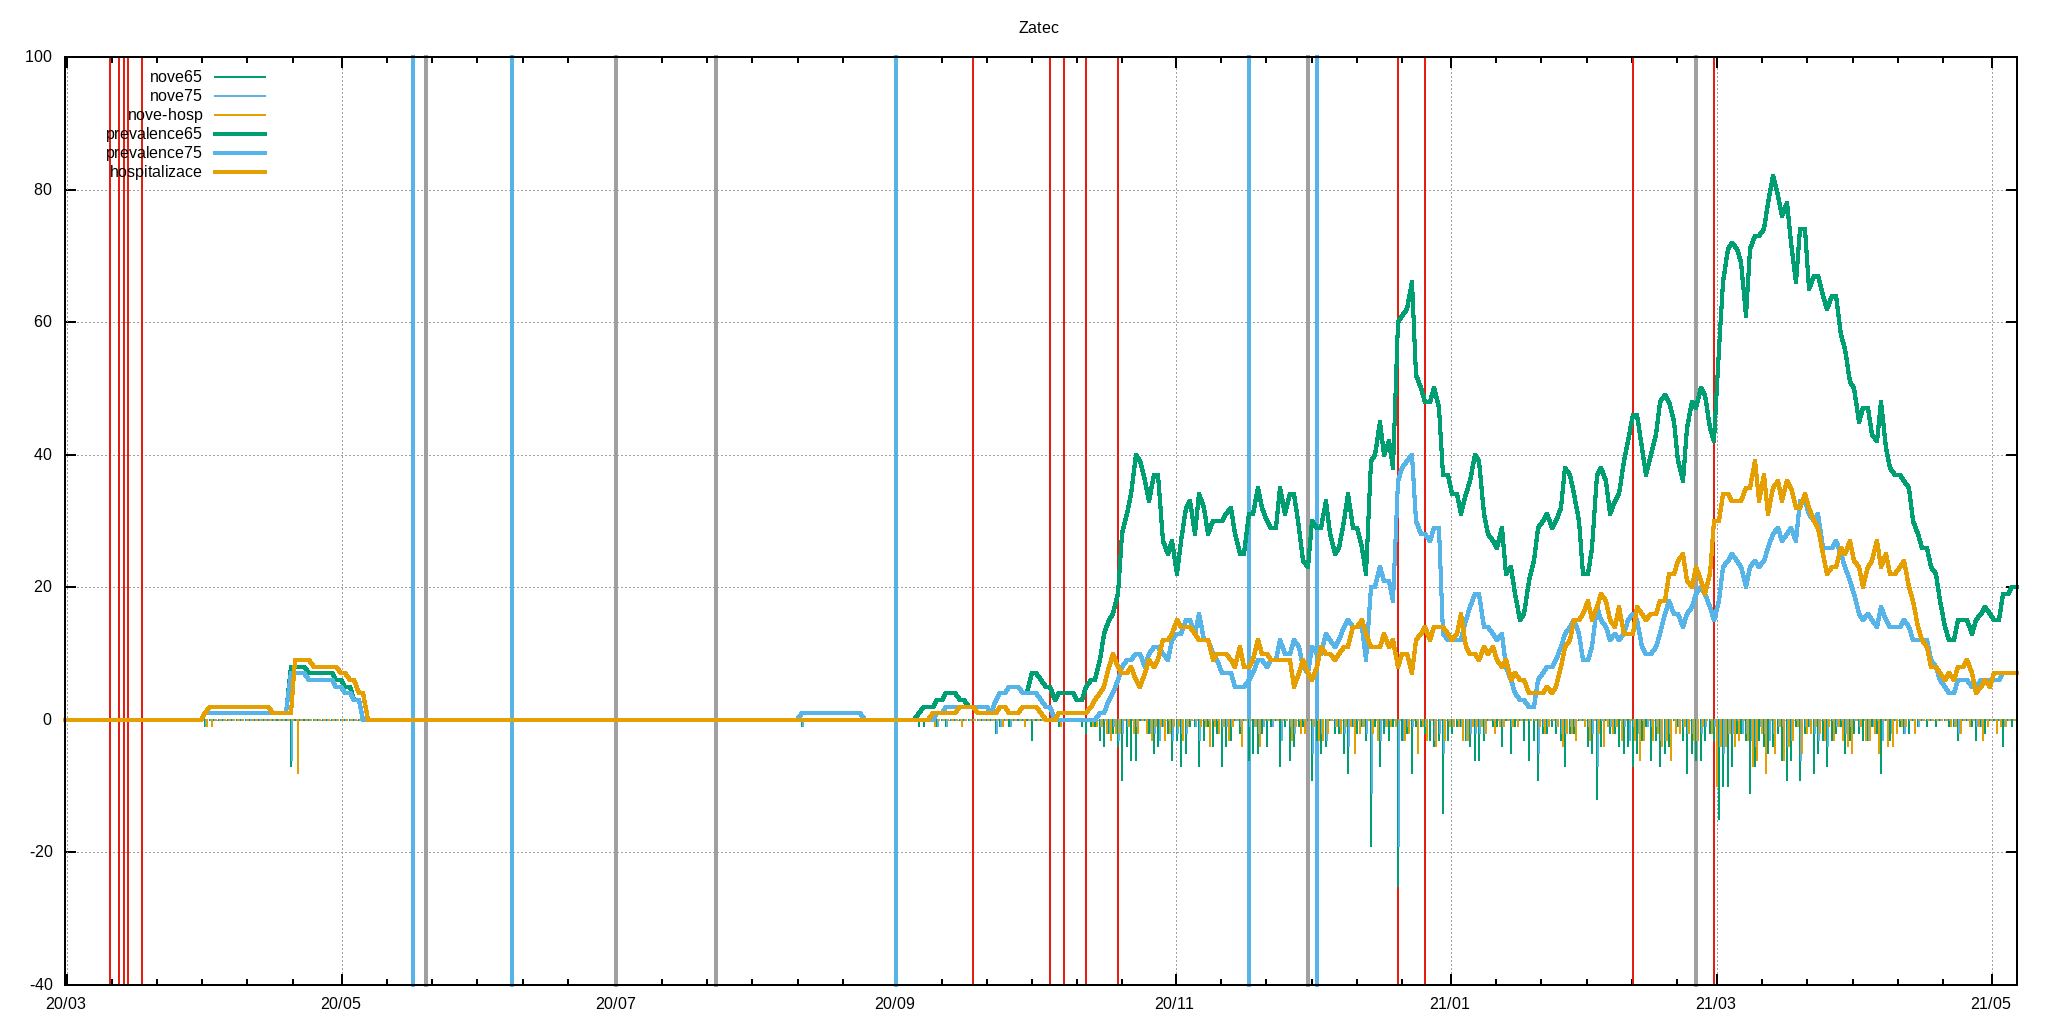 Zatec
100
80
60
40
20
0
-20
-40
nove65
nove75
nove-hosp
prevalence65
prevalence75
hospitalizace
20/03 20/05 20/07 20/09 20/11 21/01 21/03 21/05